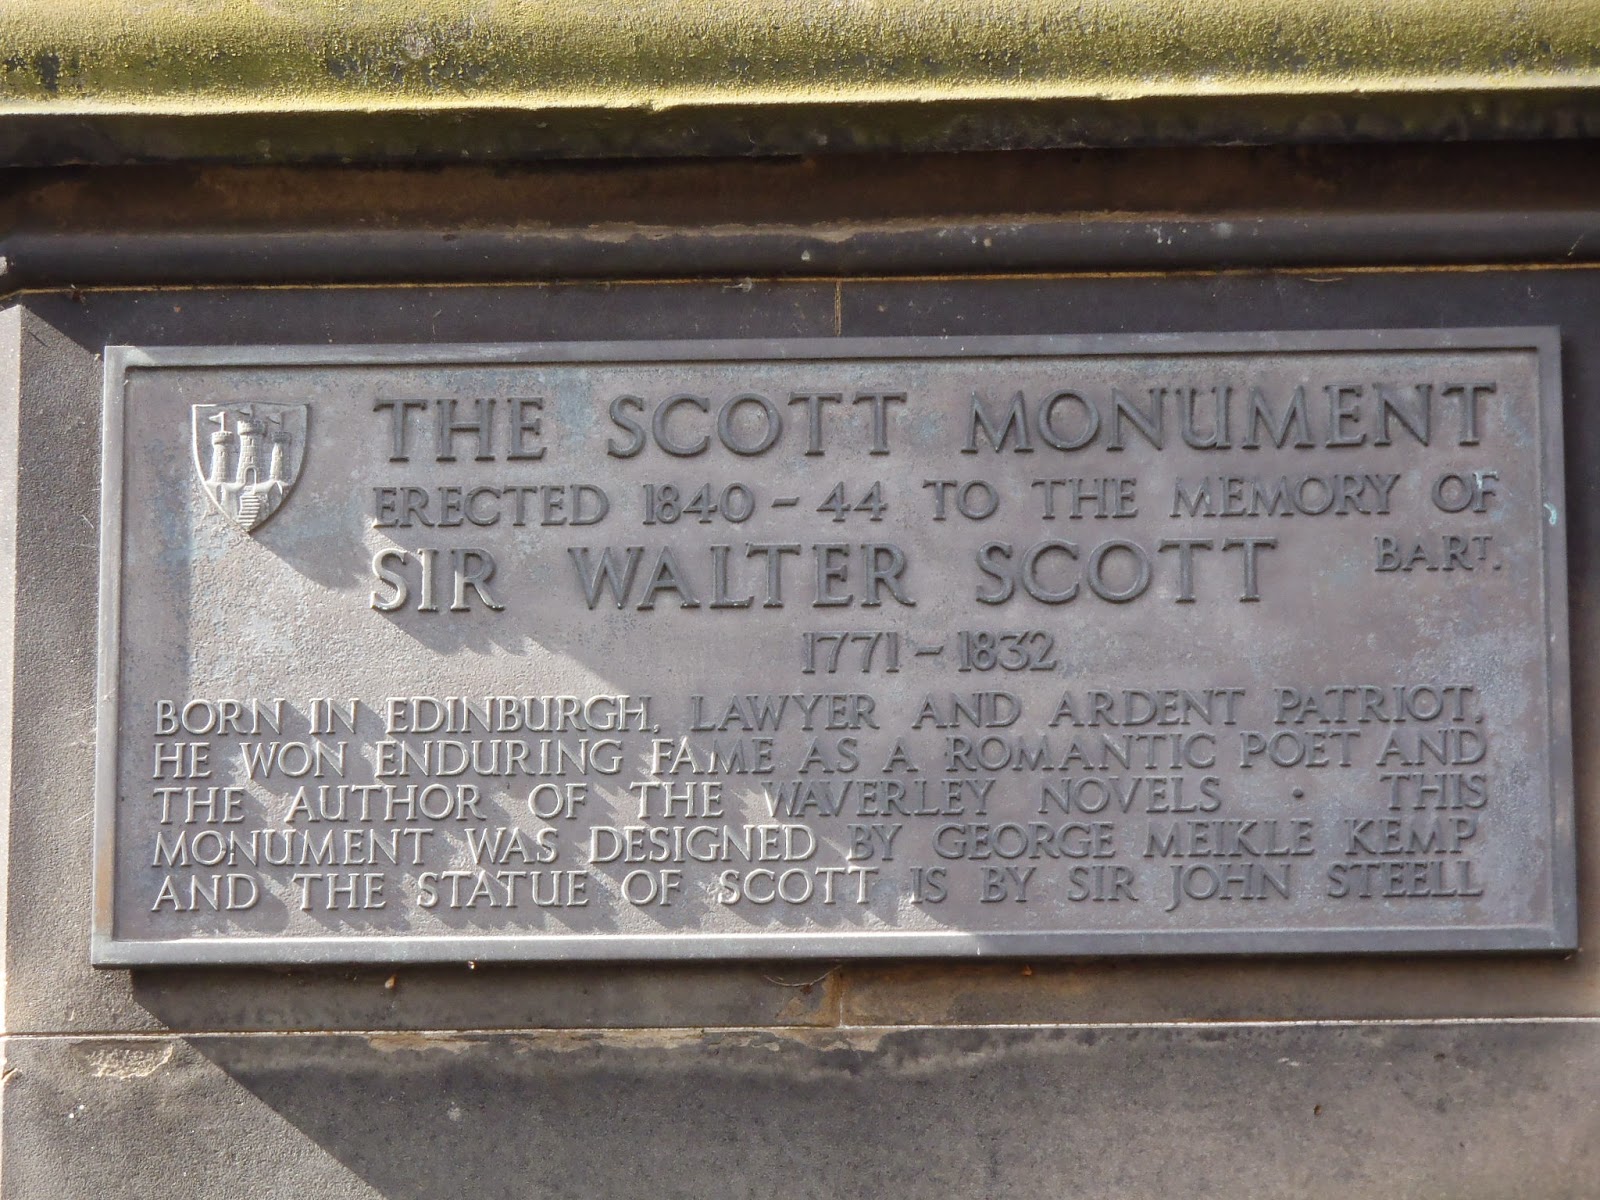 THE SCOTT MONUMENT
ERECTED 1840 – 44 TO THE MEMORY OF
SIR WALTER SCOTT BART.
1771 – 1832
BORN IN EDINBURGH, LAWYER AND ARDENT PATRIOT,
HE WON ENDURING FAME AS A ROMANTIC POET AND
THE AUTHOR OF THE WAVERLEY NOVELS · THIS
MONUMENT WAS DESIGNED BY GEORGE MEIKLE KEMP
AND THE STATUE OF SCOTT IS BY SIR JOHN STEELL